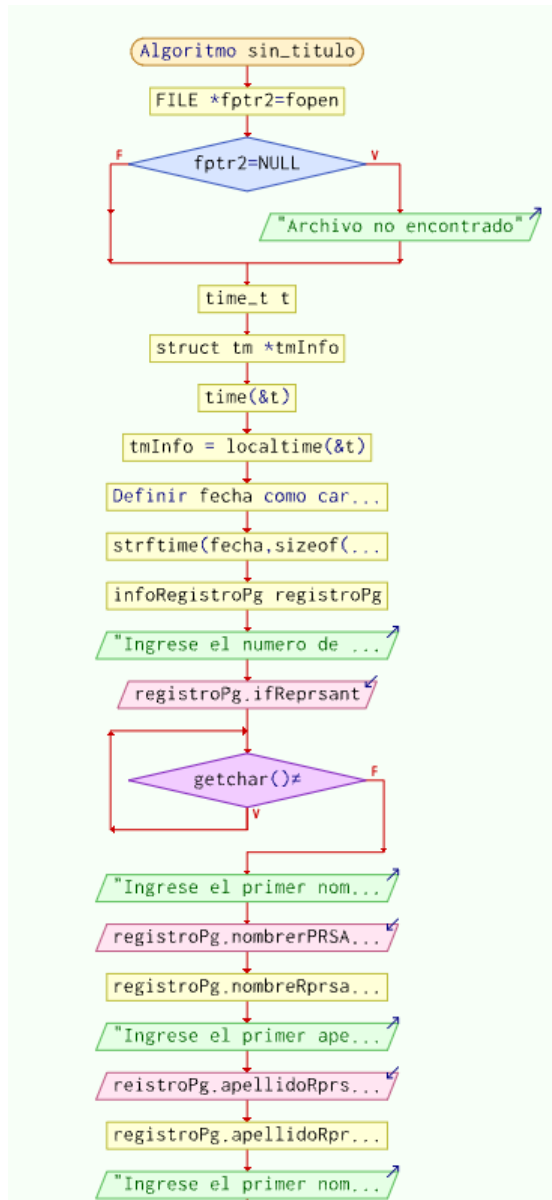 Algoritmo sin_titulo
FILE *fptr2=fopen
fptr2=NULL
F
V
"Archivo no encontrado"
time_t t
struct tm *tmInfo
time(&t)
tmInfo = localtime(&t)
Definir fecha como car...
strftime(fecha,sizeof(...
infoRegistroPg registroPg
"Ingrese el numero de ...
registroPg.ifReprsant
getchar()≠
F
V
"Ingrese el primer nom...
registroPg.nombrerPRSA...
registroPg.nombreRprsa...
"Ingrese el primer ape...
reistroPg.apellidoRprs...
registroPg.apellidoRpr...
"Ingrese el primer nom...